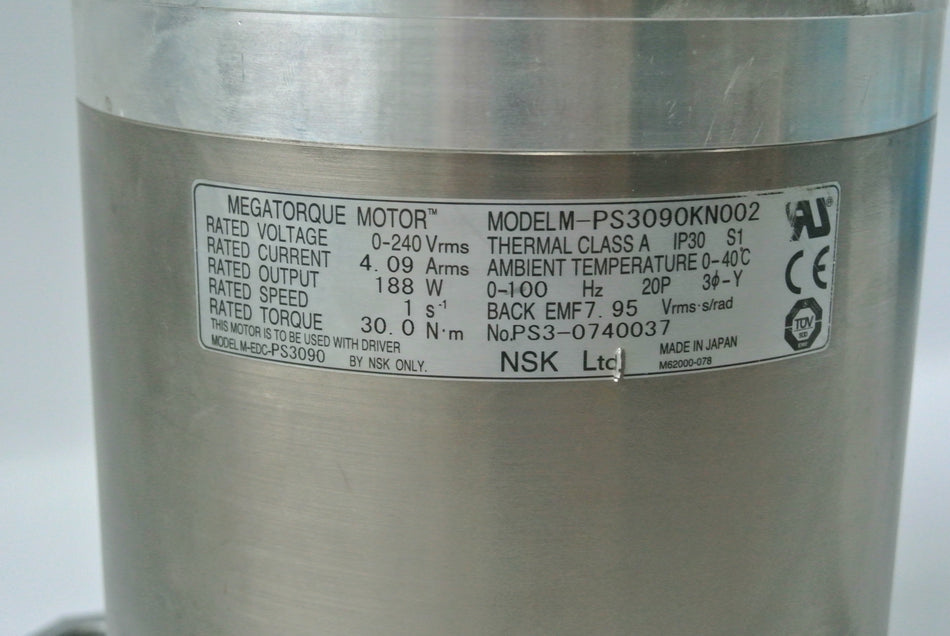 MEGATORQUE MOTOR™
RATED VOLTAGE 0-240 Vrms
RATED CURRENT 4.09 Arms
RATED OUTPUT 188 W
RATED SPEED 1 s⁻¹
RATED TORQUE 30.0 N·m
THIS MOTOR IS TO BE USED WITH DRIVER
MODEL M-EDC-PS3090 BY NSK ONLY.
MODEL M-PS3090KN002
THERMAL CLASS A IP30 S1
AMBIENT TEMPERATURE 0-40℃
0-100 Hz 20P 3ϕ-Y
BACK EMF 7.95 Vrms·s/rad
No.PS3-0740037
NSK Ltd.
MADE IN JAPAN
M62000-078
RU®
CE
TÜV